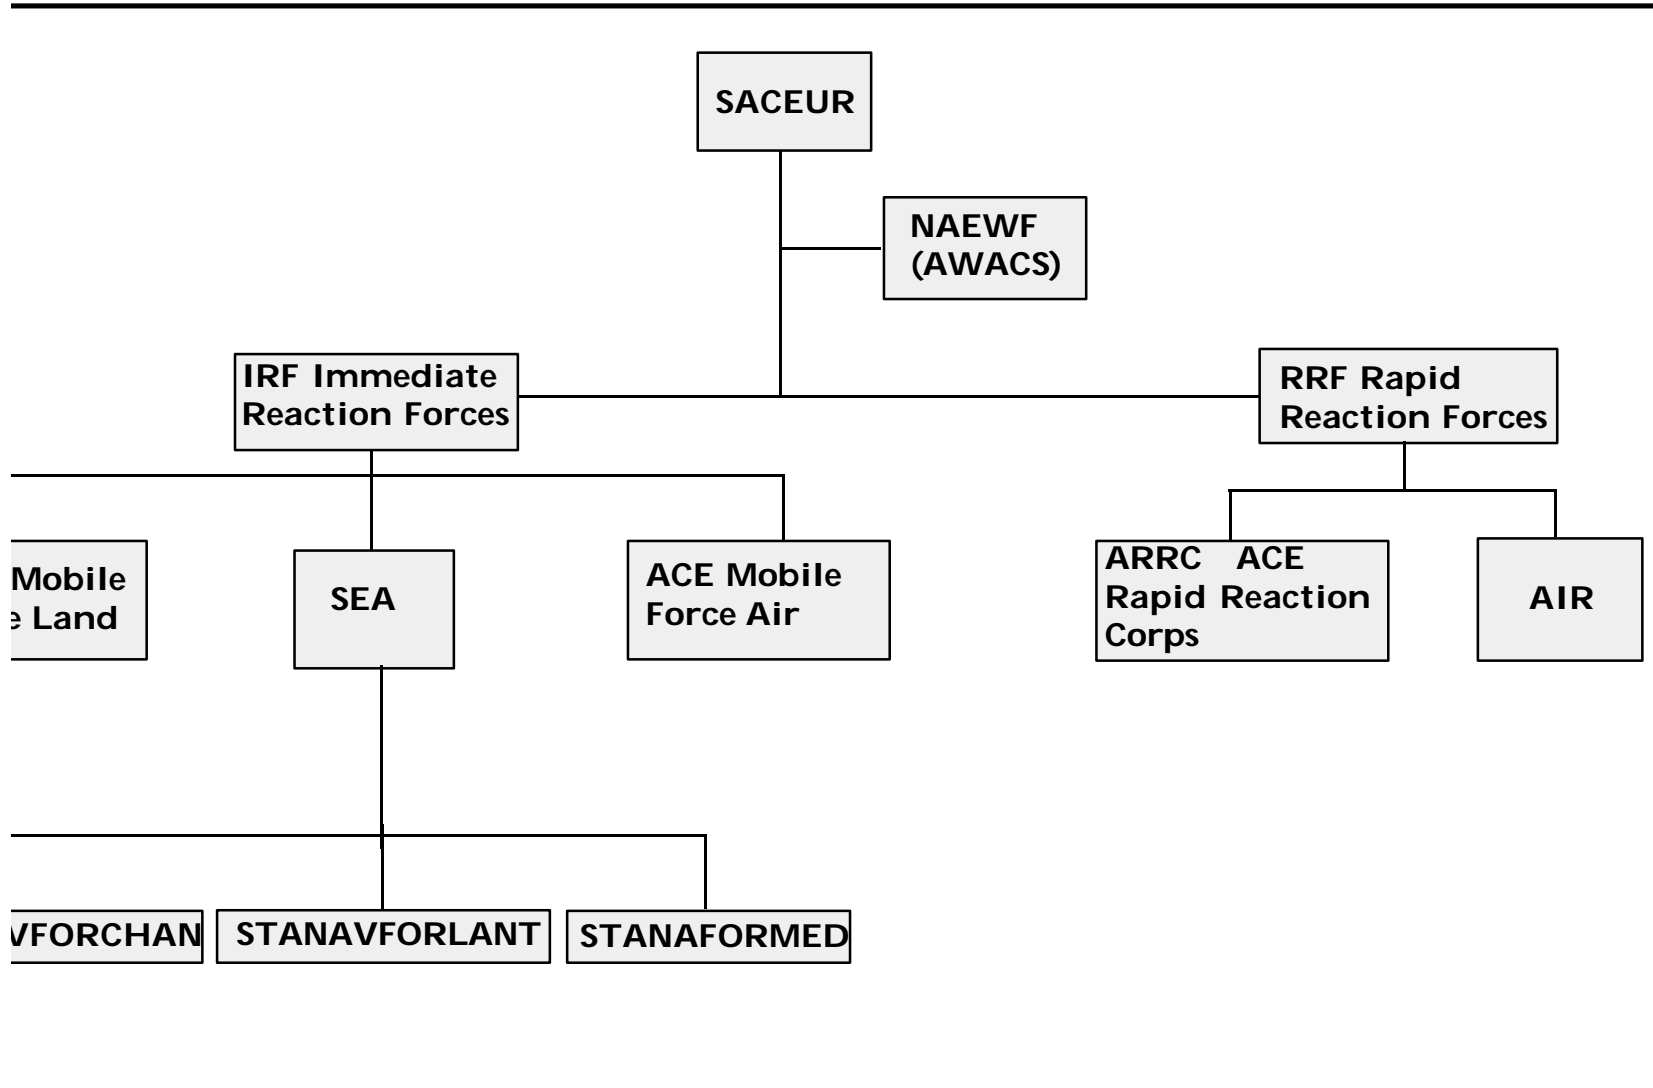 SACEUR
NAEWF
(AWACS)
IRF Immediate
Reaction Forces
RRF Rapid
Reaction Forces
Mobile
e Land
SEA
ACE Mobile
Force Air
ARRC ACE
Rapid Reaction
Corps
AIR
VFORCHAN
STANAVFORLANT
STANAFORMED